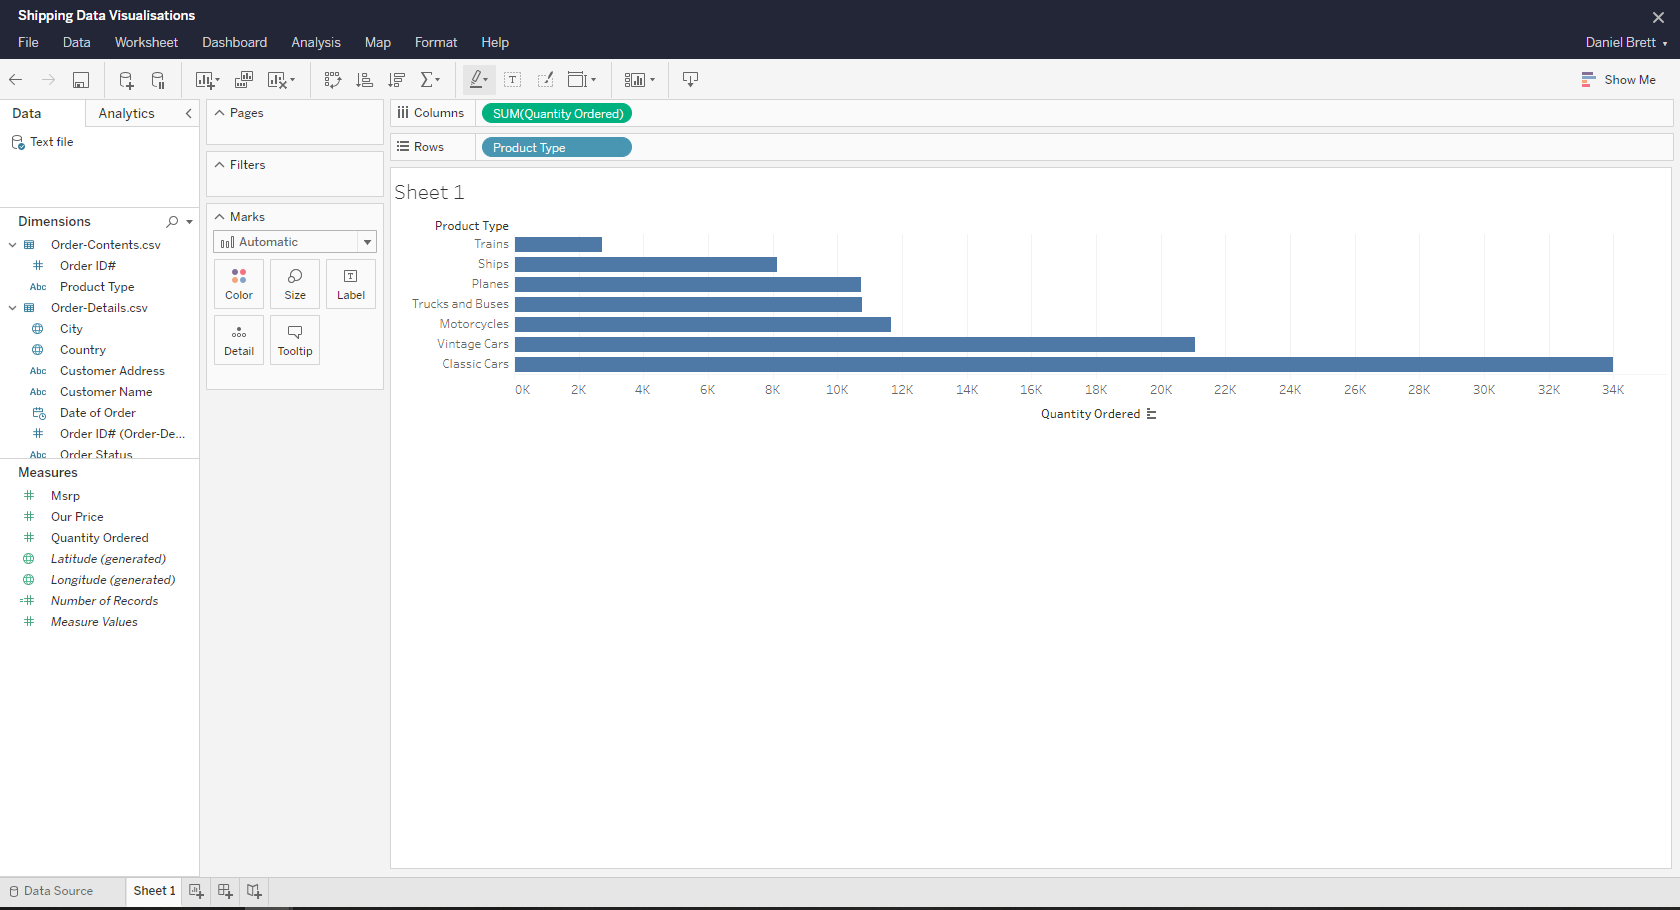 Shipping Data Visualisations
File Data Worksheet Dashboard Analysis Map Format Help
Daniel Brett
Show Me
Data Analytics
Text file
Dimensions
Order-Contents.csv
Order ID#
Abc Product Type
Order-Details.csv
City
Country
Abc Customer Address
Abc Customer Name
Date of Order
Order ID# (Order-De...
Abc Order Status
Measures
Msrp
Our Price
Quantity Ordered
Latitude (generated)
Longitude (generated)
Number of Records
Measure Values
Pages
Filters
Marks
Automatic
Color Size Label
Detail Tooltip
Columns SUM(Quantity Ordered)
Rows Product Type
Sheet 1
Product Type
Trains
Ships
Planes
Trucks and Buses
Motorcycles
Vintage Cars
Classic Cars
0K 2K 4K 6K 8K 10K 12K 14K 16K 18K 20K 22K 24K 26K 28K 30K 32K 34K
Quantity Ordered
Data Source Sheet 1